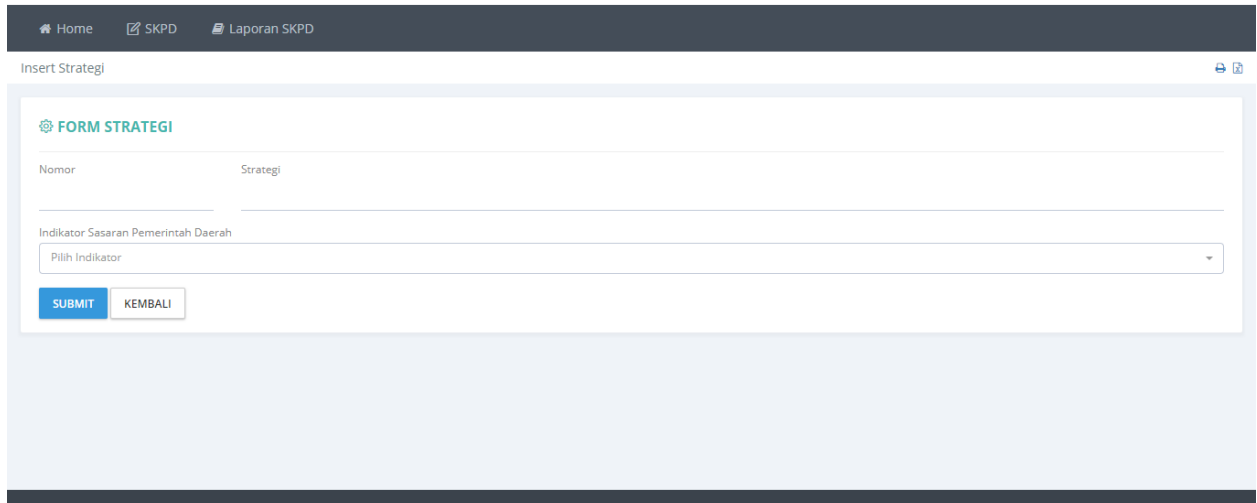 Home SKPD Laporan SKPD
Insert Strategi
FORM STRATEGI
Nomor Strategi
Indikator Sasaran Pemerintah Daerah
Pilih Indikator
SUBMIT KEMBALI